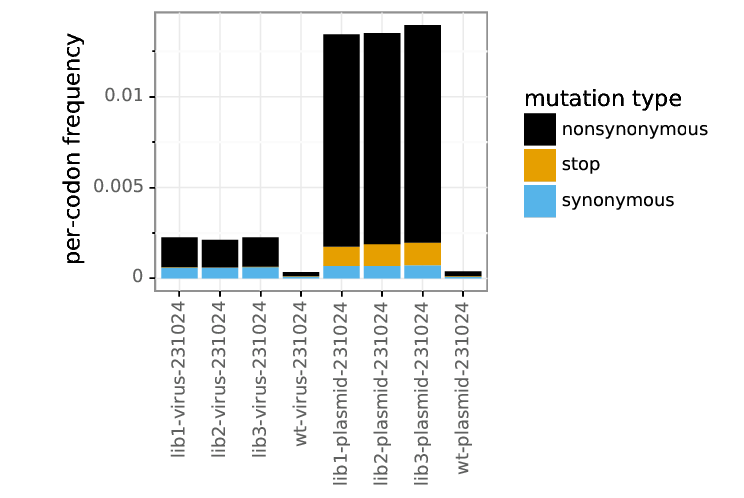 per-codon frequency
0.01
0.005
0
lib1-virus-231024
lib2-virus-231024
lib3-virus-231024
wt-virus-231024
lib1-plasmid-231024
lib2-plasmid-231024
lib3-plasmid-231024
wt-plasmid-231024
mutation type
nonsynonymous
stop
synonymous